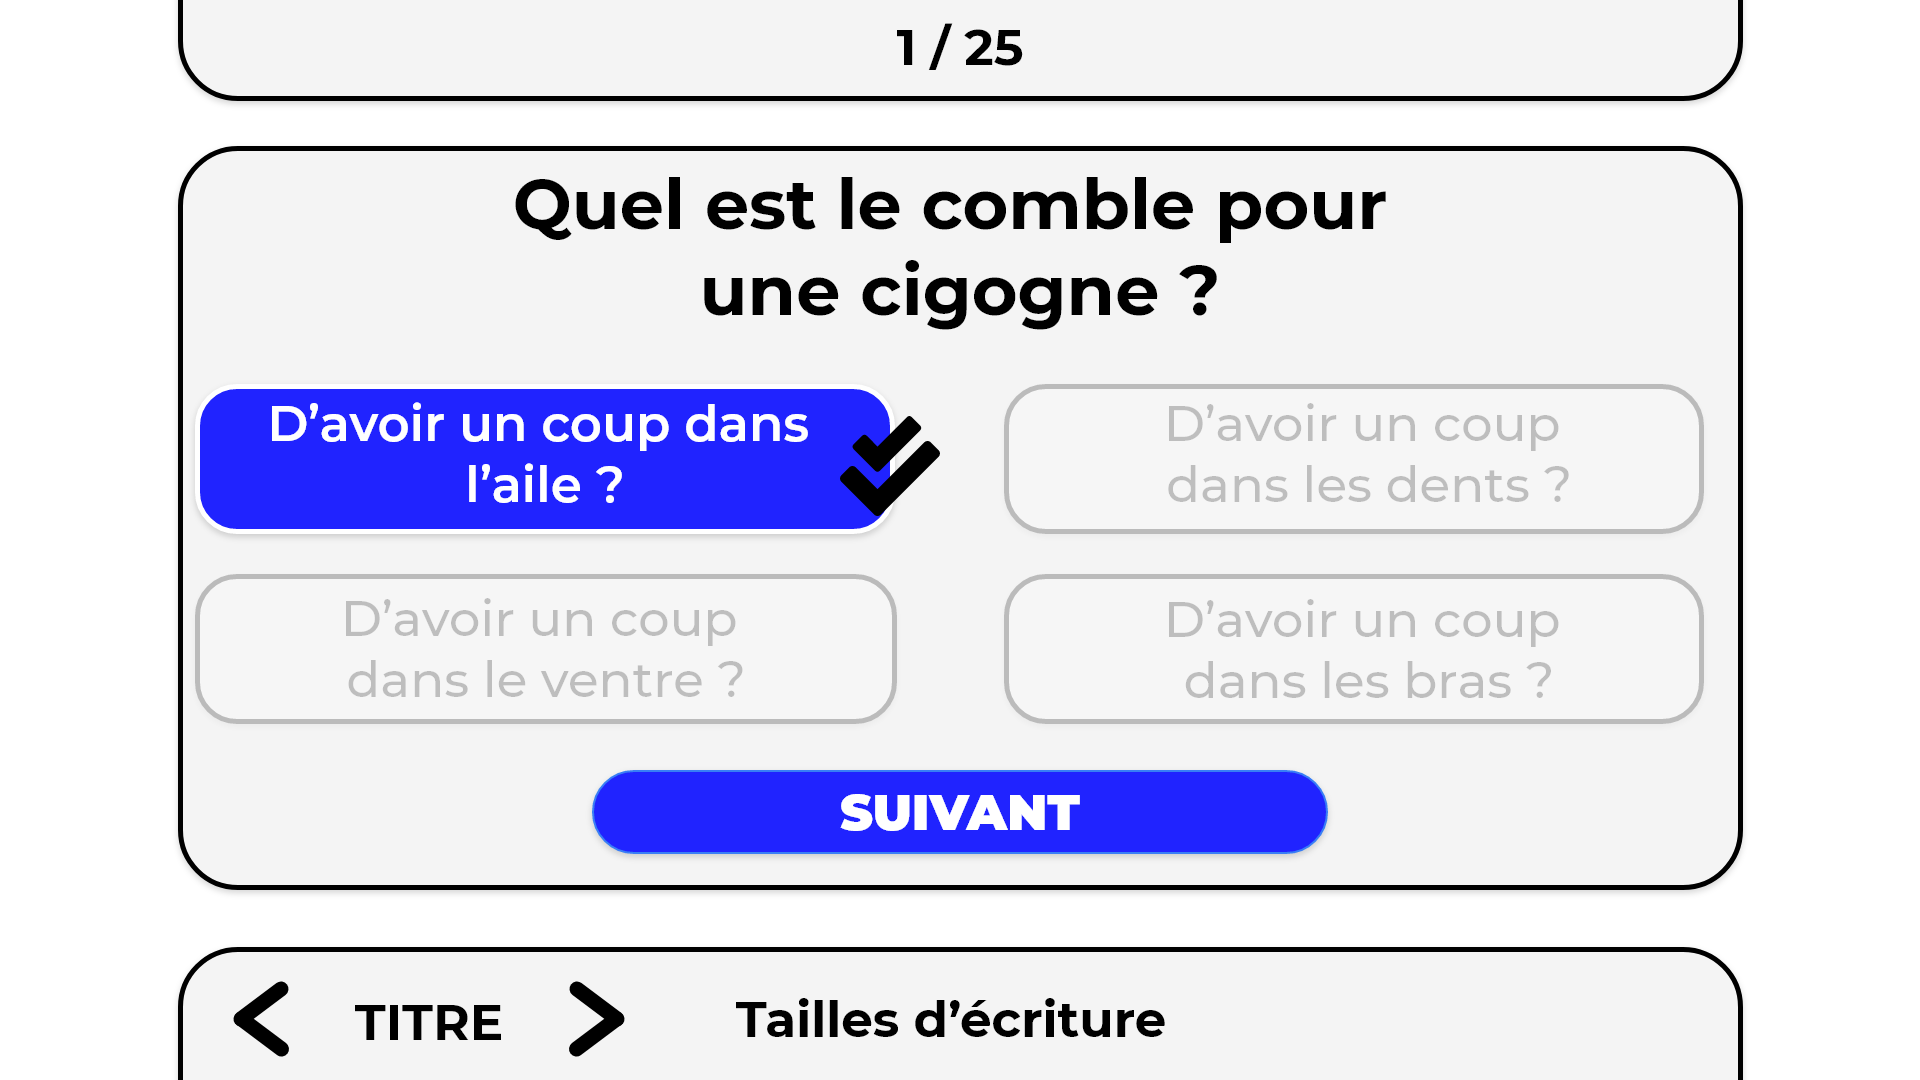 1 / 25
Quel est le comble pour
une cigogne ?
D’avoir un coup dans
l’aile ?
D’avoir un coup
dans les dents ?
D’avoir un coup
dans le ventre ?
D’avoir un coup
dans les bras ?
SUIVANT
TITRE
Tailles d’écriture